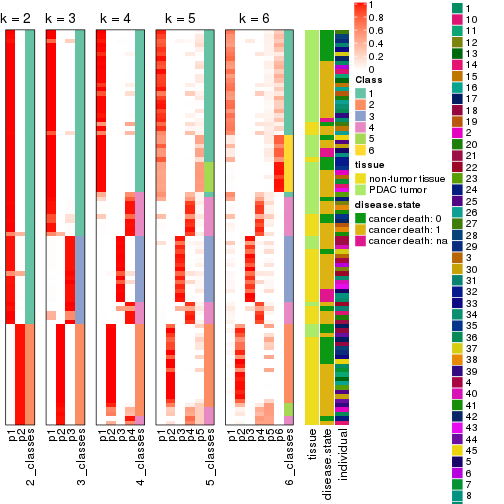 k = 2 k = 3 k = 4 k = 5 k = 6
1
0.8
0.6
0.4
0.2
0
Class
1
2
3
4
5
6
tissue
non-tumor tissue
PDAC tumor
disease.state
cancer death: 0
cancer death: 1
cancer death: na
1
10
11
12
13
14
15
16
17
18
19
2
20
21
22
23
24
25
26
27
28
29
3
30
31
32
33
34
35
36
37
38
39
4
40
41
42
43
44
45
5
6
7
8
p1
p2
2_classes
p1
p2
p3
3_classes
p1
p2
p3
p4
4_classes
p1
p2
p3
p4
p5
5_classes
p1
p2
p3
p4
p5
p6
6_classes
tissue
disease.state
individual